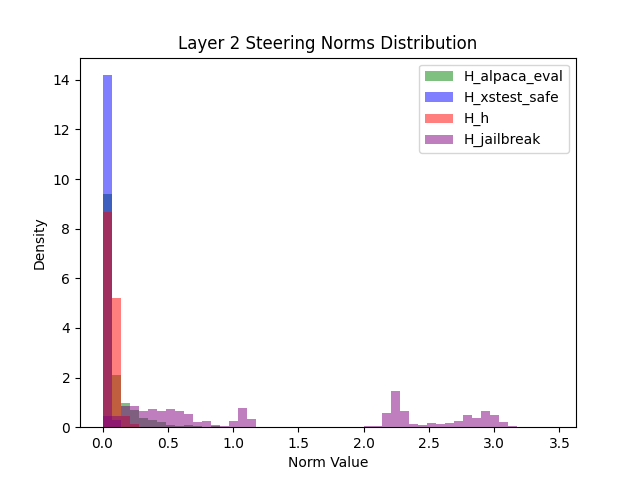 Layer 2 Steering Norms Distribution
H_alpaca_eval
H_xstest_safe
H_h
H_jailbreak
Density
14
12
10
8
6
4
2
0
0.0 0.5 1.0 1.5 2.0 2.5 3.0 3.5
Norm Value